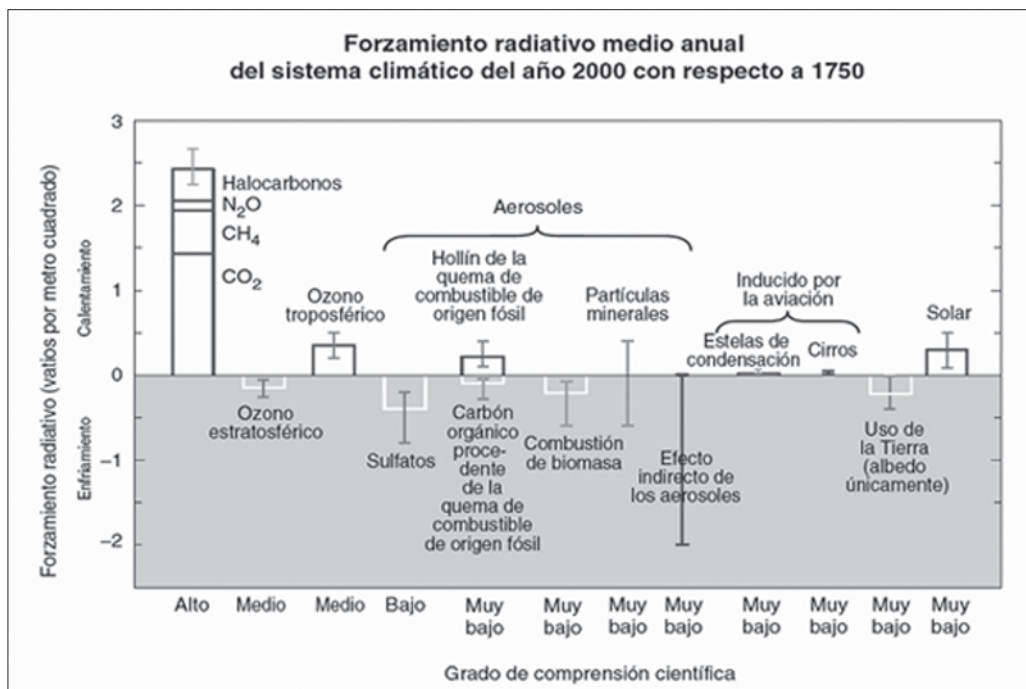 Forzamiento radiativo medio anual
del sistema climático del año 2000 con respecto a 1750
Forzamiento radiativo (vatios por metro cuadrado)
Calentamiento
Enfriamiento
3
2
1
0
−1
−2
Halocarbonos
N₂O
CH₄
CO₂
Ozono
estratosférico
Ozono
troposférico
Aerosoles
Sulfatos
Hollín de la
quema de
combustible de
origen fósil
Carbón
orgánico
proce-
dente
de la
quema de
combustible
de origen fósil
Combustión
de biomasa
Partículas
minerales
Efecto
indirecto de
los aerosoles
Inducido por
la aviación
Estelas de
condensación
Cirros
Uso de
la Tierra
(albedo
únicamente)
Solar
Alto
Medio
Medio
Bajo
Muy
bajo
Muy
bajo
Muy
bajo
Muy
bajo
Muy
bajo
Muy
bajo
Muy
bajo
Muy
bajo
Grado de comprensión científica